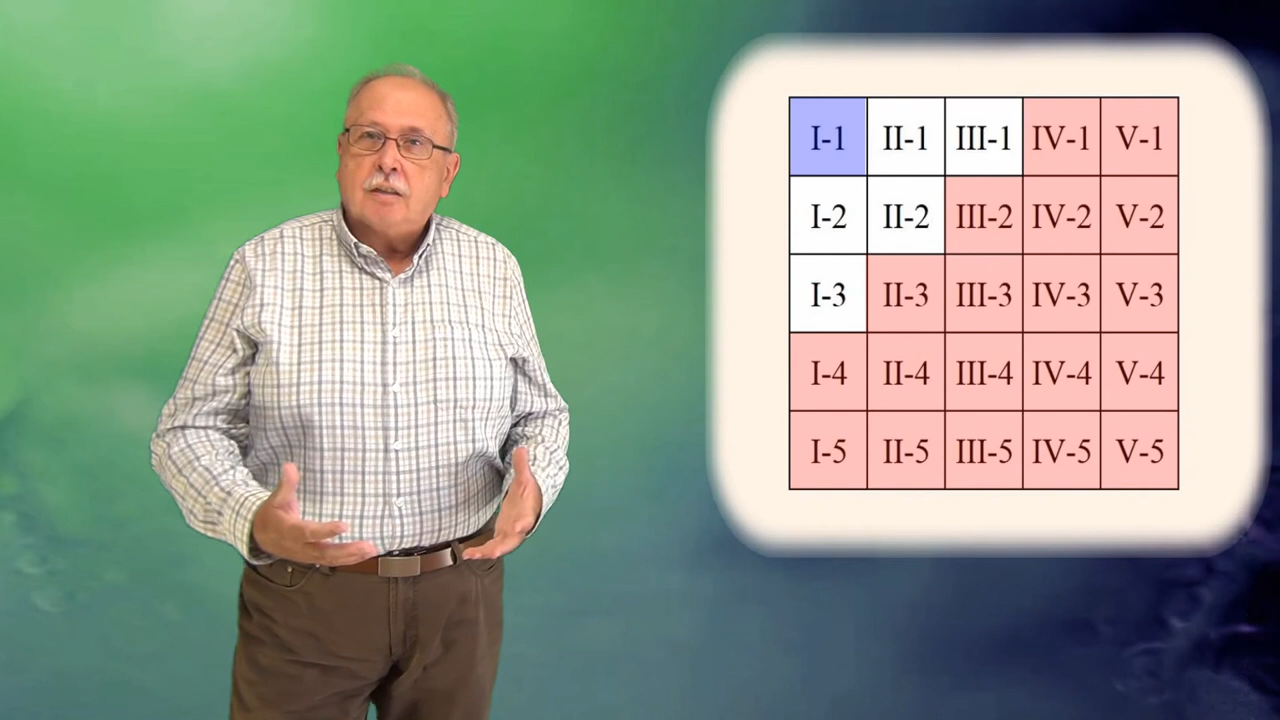 I-1 II-1 III-1 IV-1 V-1
I-2 II-2 III-2 IV-2 V-2
I-3 II-3 III-3 IV-3 V-3
I-4 II-4 III-4 IV-4 V-4
I-5 II-5 III-5 IV-5 V-5